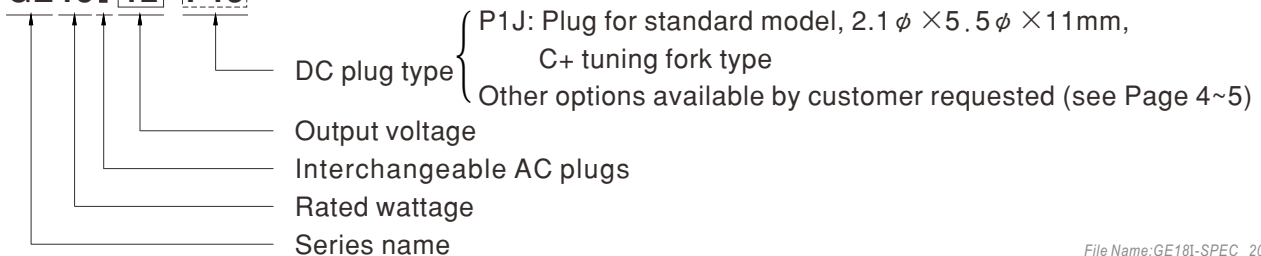 P1J: Plug for standard model, 2.1φ×5.5φ×11mm,
C+ tuning fork type
DC plug type
Other options available by customer requested (see Page 4~5)
Output voltage
Interchangeable AC plugs
Rated wattage
Series name
File Name:GE18I-SPEC 20